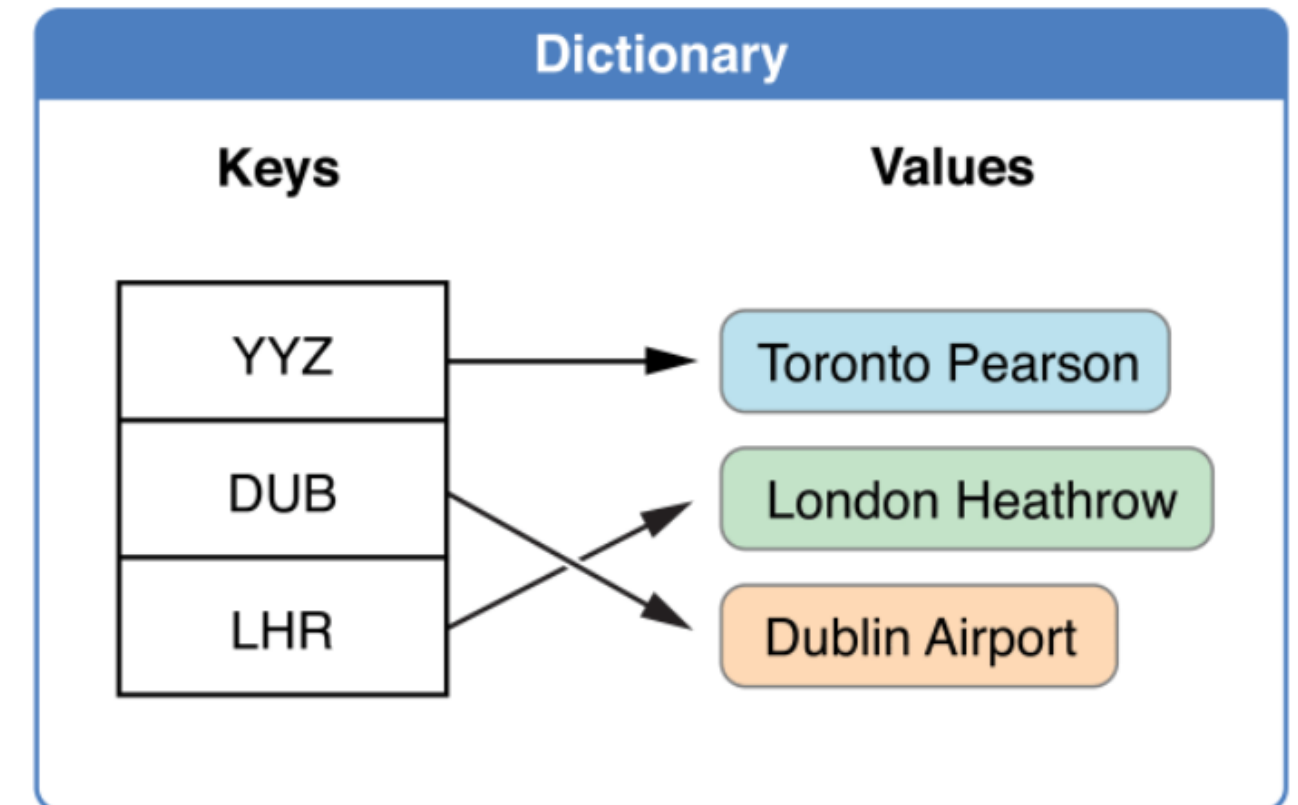 Dictionary
Keys
Values
YYZ
Toronto Pearson
DUB
London Heathrow
LHR
Dublin Airport